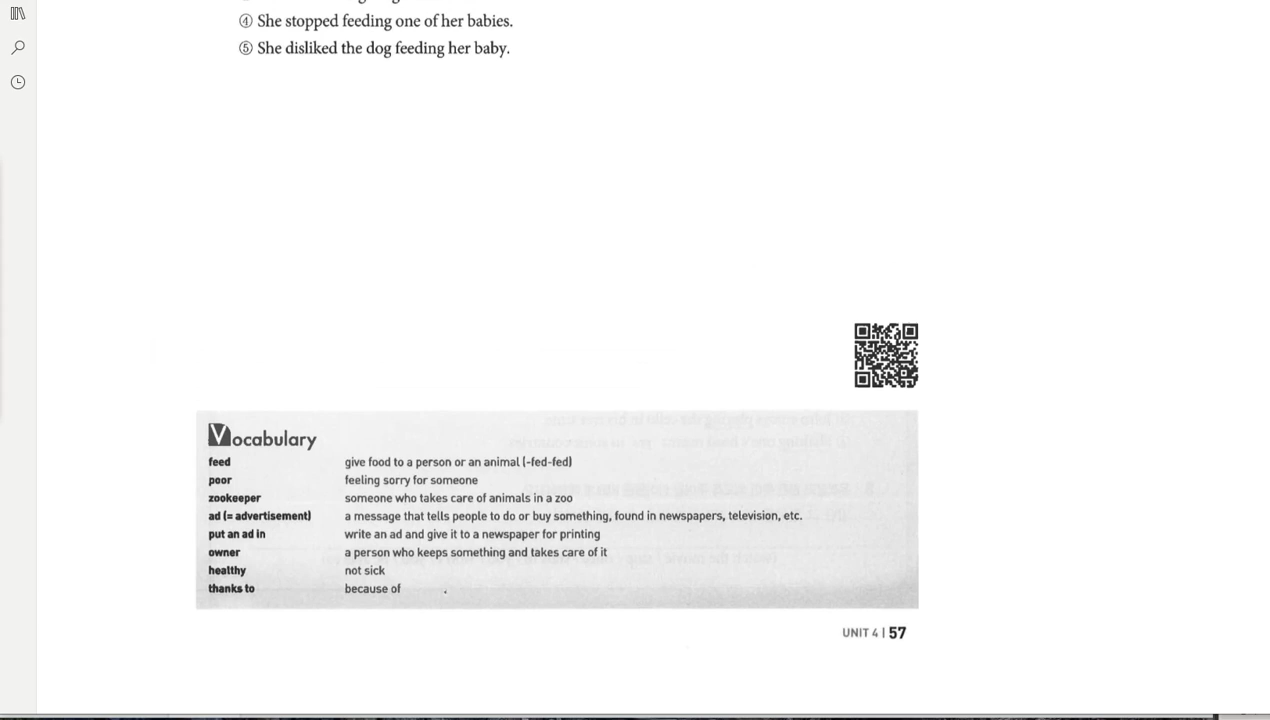 ④ She stopped feeding one of her babies.
⑤ She disliked the dog feeding her baby.
Vocabulary
feed give food to a person or an animal (-fed-fed)
poor feeling sorry for someone
zookeeper someone who takes care of animals in a zoo
ad (= advertisement) a message that tells people to do or buy something, found in newspapers, television, etc.
put an ad in write an ad and give it to a newspaper for printing
owner a person who keeps something and takes care of it
healthy not sick
thanks to because of
UNIT 4 | 57